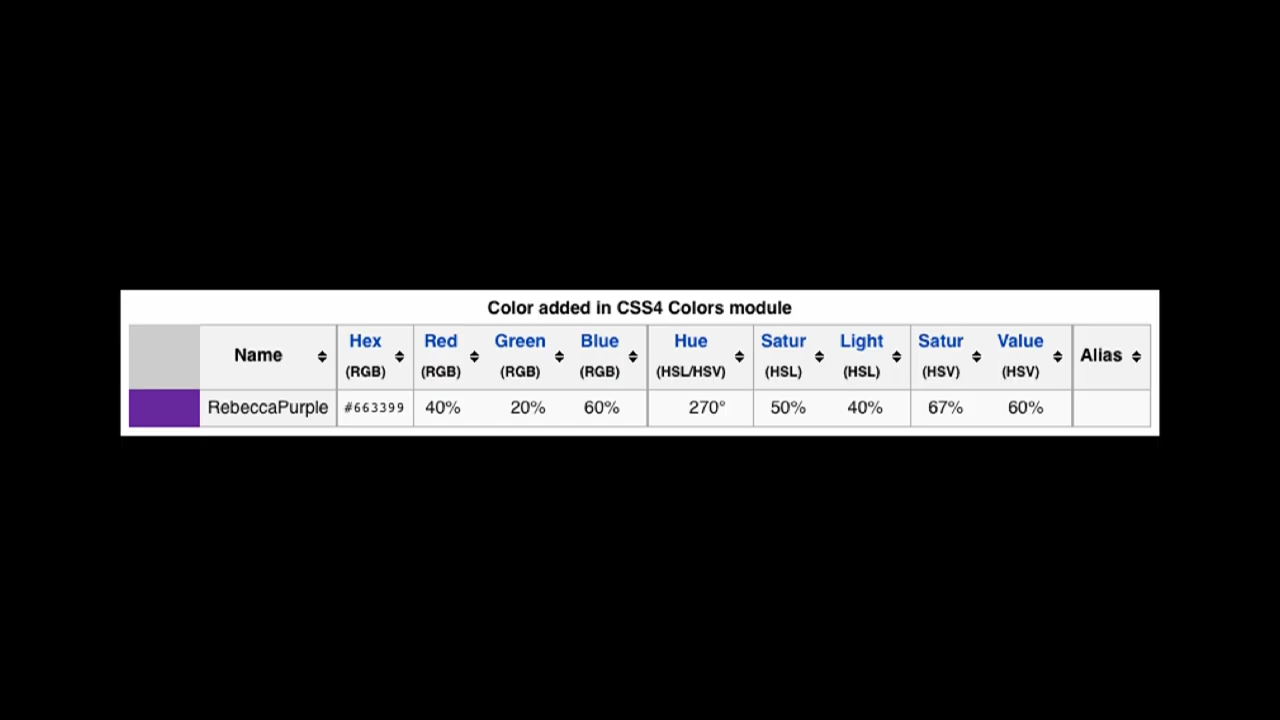 Color added in CSS4 Colors module
Name Hex (RGB) Red (RGB) Green (RGB) Blue (RGB) Hue (HSL/HSV) Satur (HSL) Light (HSL) Satur (HSV) Value (HSV) Alias
RebeccaPurple #663399 40% 20% 60% 270° 50% 40% 67% 60%